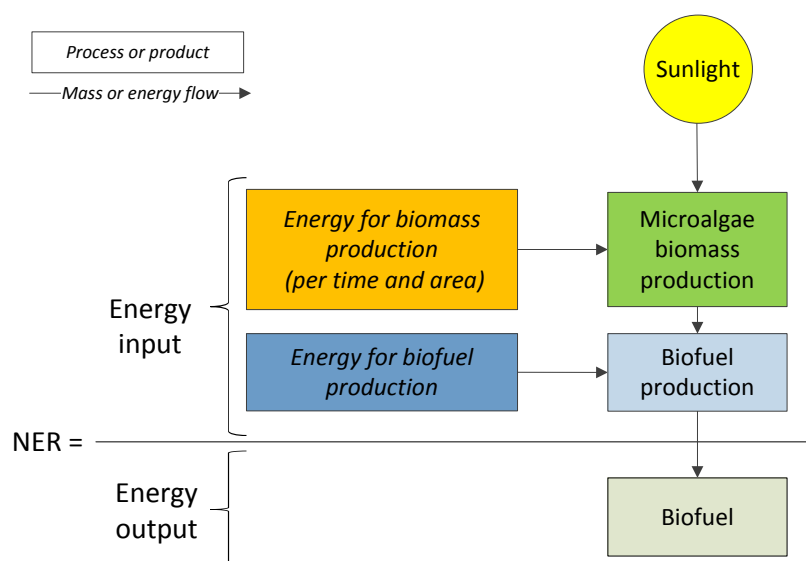 Process or product
Mass or energy flow
Sunlight
Energy for biomass
production
(per time and area)
Microalgae
biomass
production
Energy
input
Energy for biofuel
production
Biofuel
production
NER =
Energy
output
Biofuel